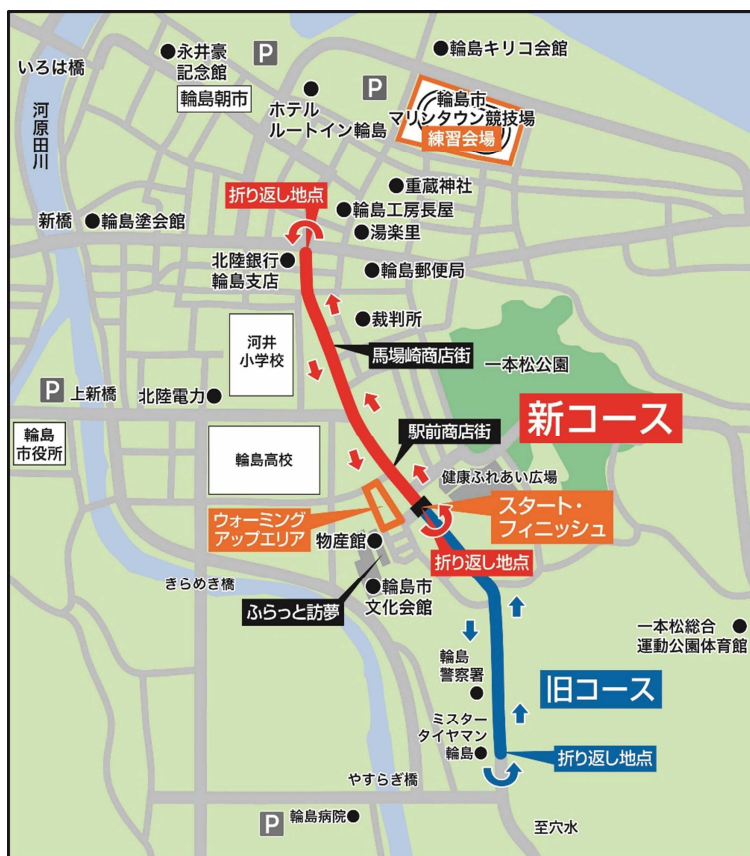 永井豪
記念館
P
輪島キリコ会館
いろは橋
輪島朝市
P
ホテル
ルートイン輪島
輪島市
マリンタウン競技場
練習会場
河原田川
折り返し地点
重蔵神社
輪島工房長屋
新橋
輪島塗会館
湯楽里
北陸銀行
輪島支店
輪島郵便局
裁判所
河井
小学校
馬場崎商店街
一本松公園
P
上新橋
北陸電力
新コース
駅前商店街
輪島
市役所
輪島高校
健康ふれあい広場
ウォーミング
アップエリア
スタート・
フィニッシュ
物産館
折り返し地点
きらめき橋
ふらっと訪夢
輪島市
文化会館
一本松総合
運動公園体育館
輪島
警察署
旧コース
ミスター
タイヤマン
輪島
折り返し地点
やすらぎ橋
P
輪島病院
至穴水